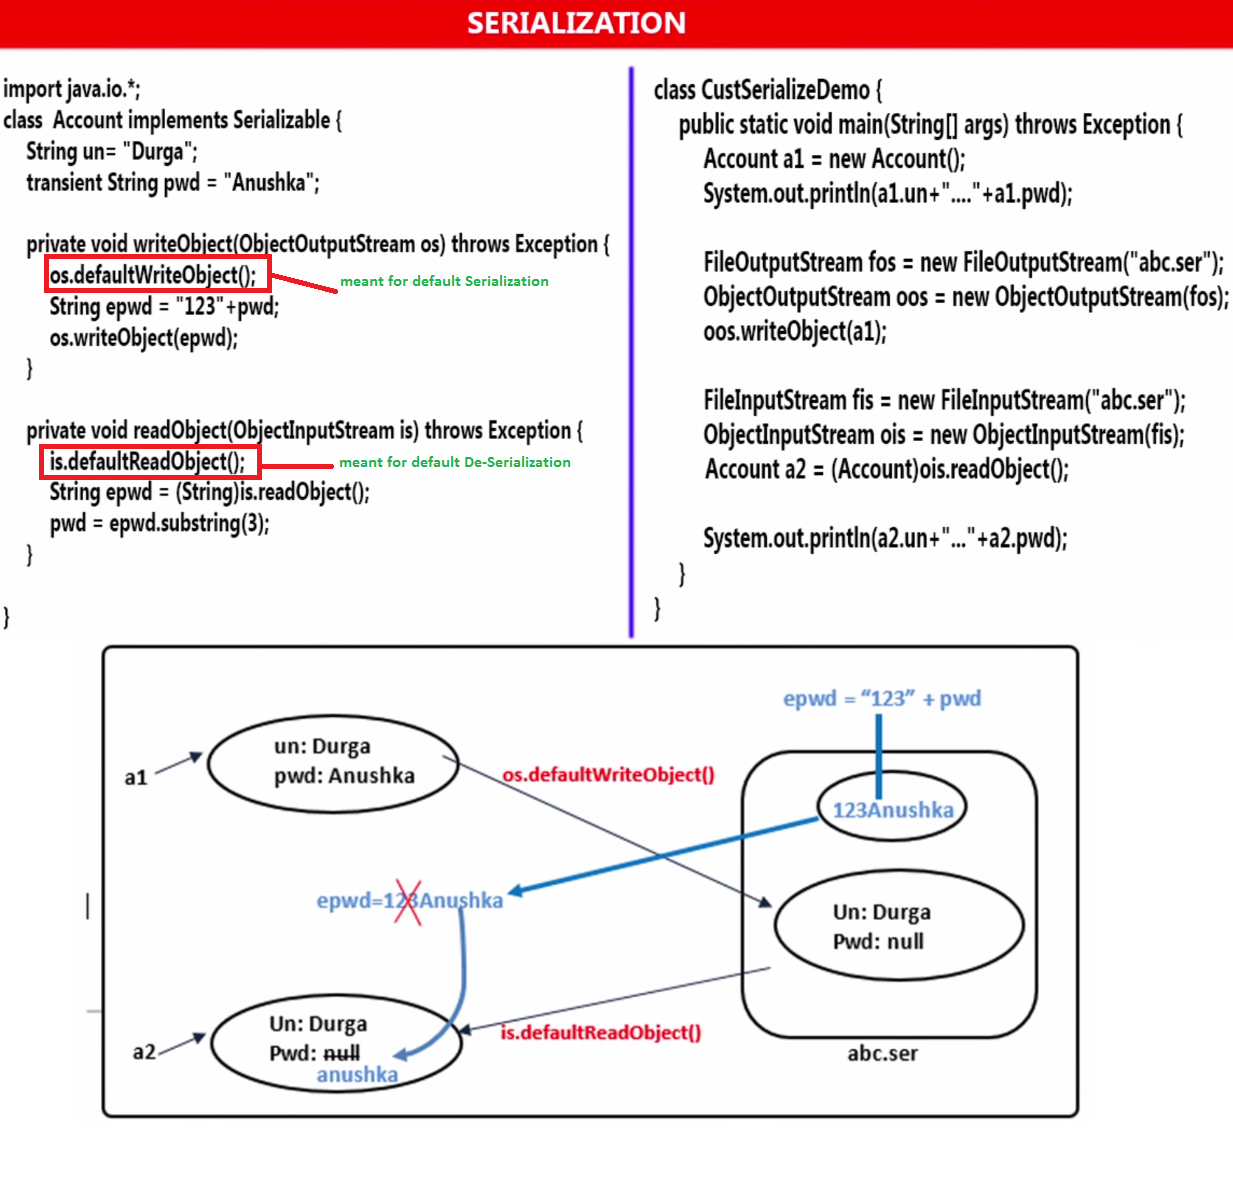 SERIALIZATION
import java.io.*;
class  Account implements Serializable {
String un= "Durga";
transient String pwd = "Anushka";
private void writeObject(ObjectOutputStream os) throws Exception {
os.defaultWriteObject();
meant for default Serialization
String epwd = "123"+pwd;
os.writeObject(epwd);
}
private void readObject(ObjectInputStream is) throws Exception {
is.defaultReadObject();
meant for default De-Serialization
String epwd = (String)is.readObject();
pwd = epwd.substring(3);
}
}
class CustSerializeDemo {
public static void main(String[] args) throws Exception {
Account a1 = new Account();
System.out.println(a1.un+"...."+a1.pwd);
FileOutputStream fos = new FileOutputStream("abc.ser");
ObjectOutputStream oos = new ObjectOutputStream(fos);
oos.writeObject(a1);
FileInputStream fis = new FileInputStream("abc.ser");
ObjectInputStream ois = new ObjectInputStream(fis);
Account a2 = (Account)ois.readObject();
System.out.println(a2.un+"..."+a2.pwd);
}
}
epwd = “123” + pwd
un: Durga
pwd: Anushka
a1
os.defaultWriteObject()
123Anushka
epwd=123Anushka
Un: Durga
Pwd: null
Un: Durga
Pwd: null
anushka
a2
is.defaultReadObject()
abc.ser